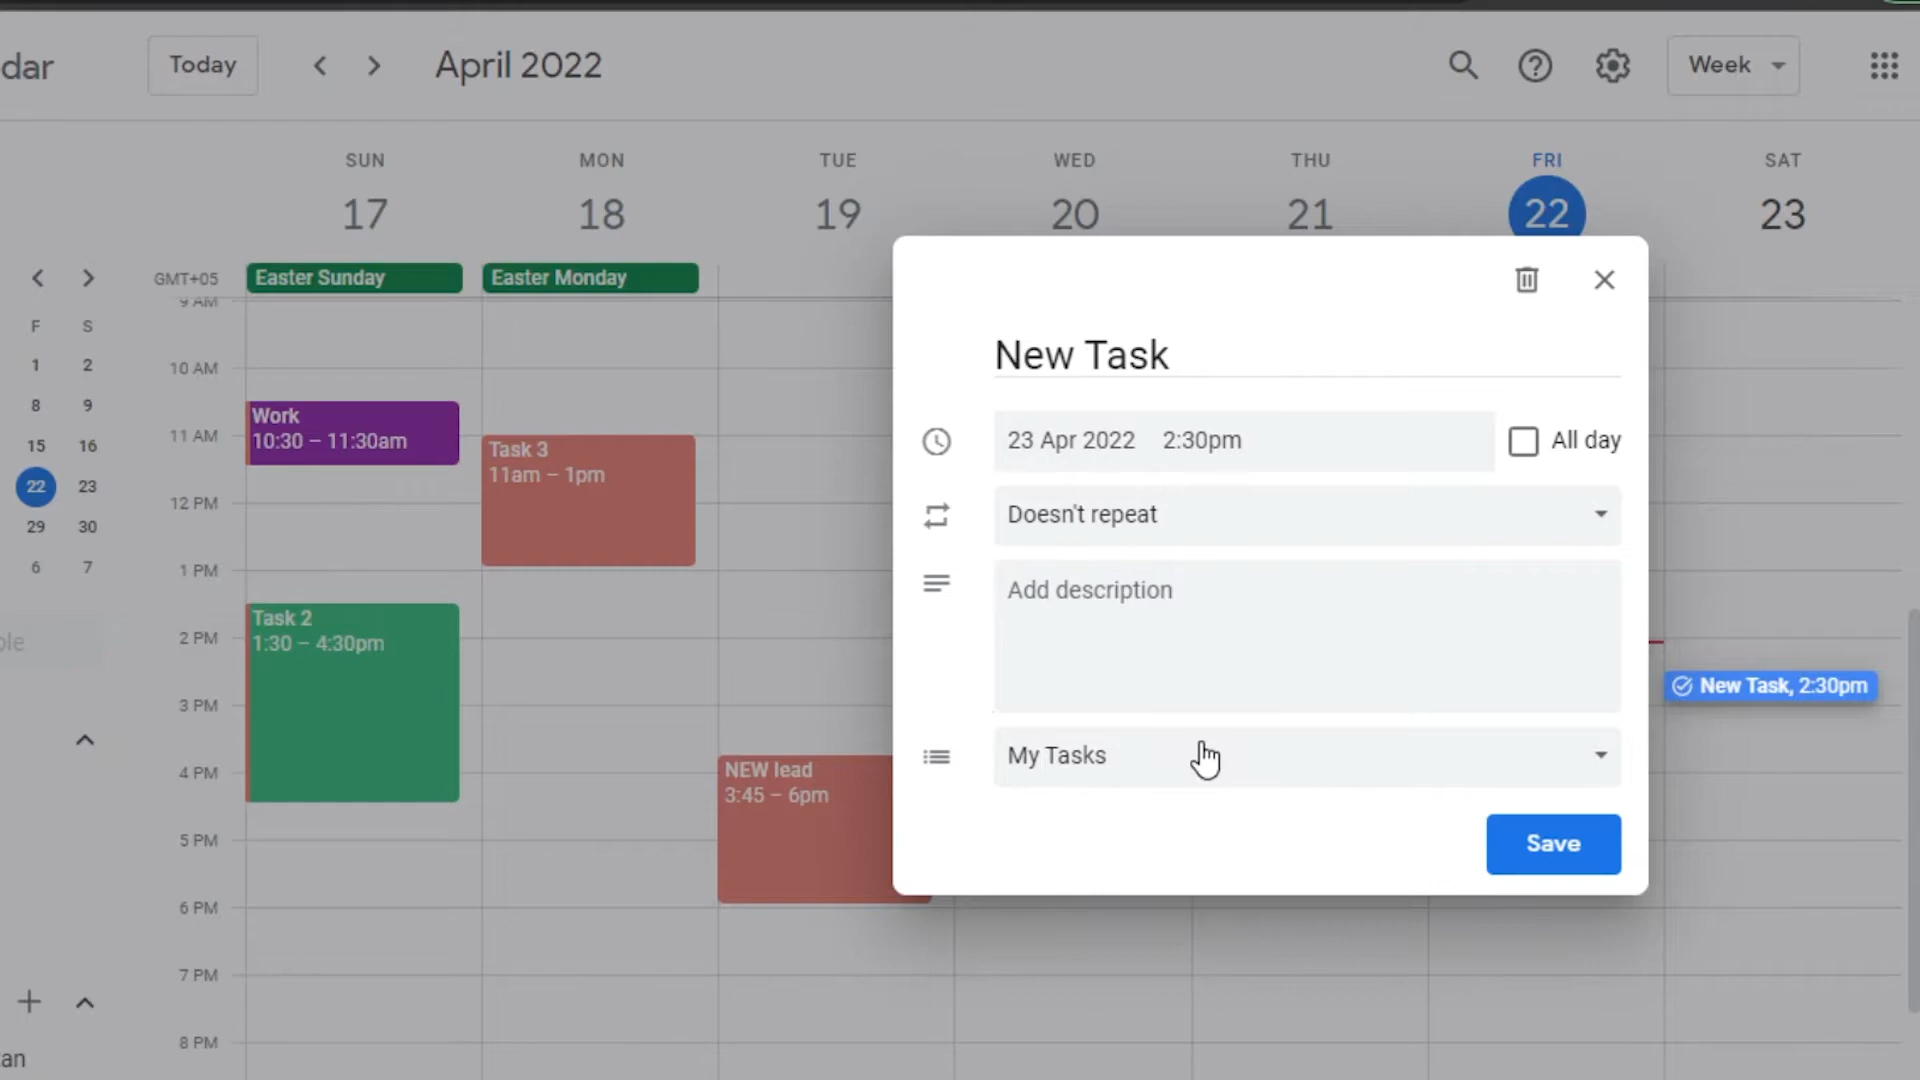 dar
Today
April 2022
Week
SUN
MON
TUE
WED
THU
FRI
SAT
17
18
19
20
21
22
23
GMT+05
Easter Sunday
Easter Monday
F S
1 2
8 9
15 16
22 23
29 30
6 7
ole
an
9 AM
10 AM
11 AM
12 PM
1 PM
2 PM
3 PM
4 PM
5 PM
6 PM
7 PM
8 PM
Work
10:30 – 11:30am
Task 2
1:30 – 4:30pm
Task 3
11am – 1pm
NEW lead
3:45 – 6pm
New Task
23 Apr 2022 2:30pm
All day
Doesn't repeat
Add description
My Tasks
Save
New Task, 2:30pm